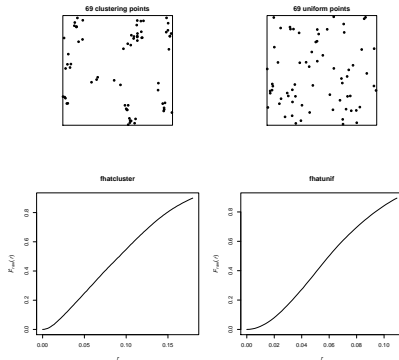 69 clustering points
69 uniform points
fhatcluster
fhatunif
0.0 0.2 0.4 0.6 0.8
0.00 0.05 0.10 0.15
r
0.0 0.2 0.4 0.6 0.8
0.00 0.02 0.04 0.06 0.08 0.10
r